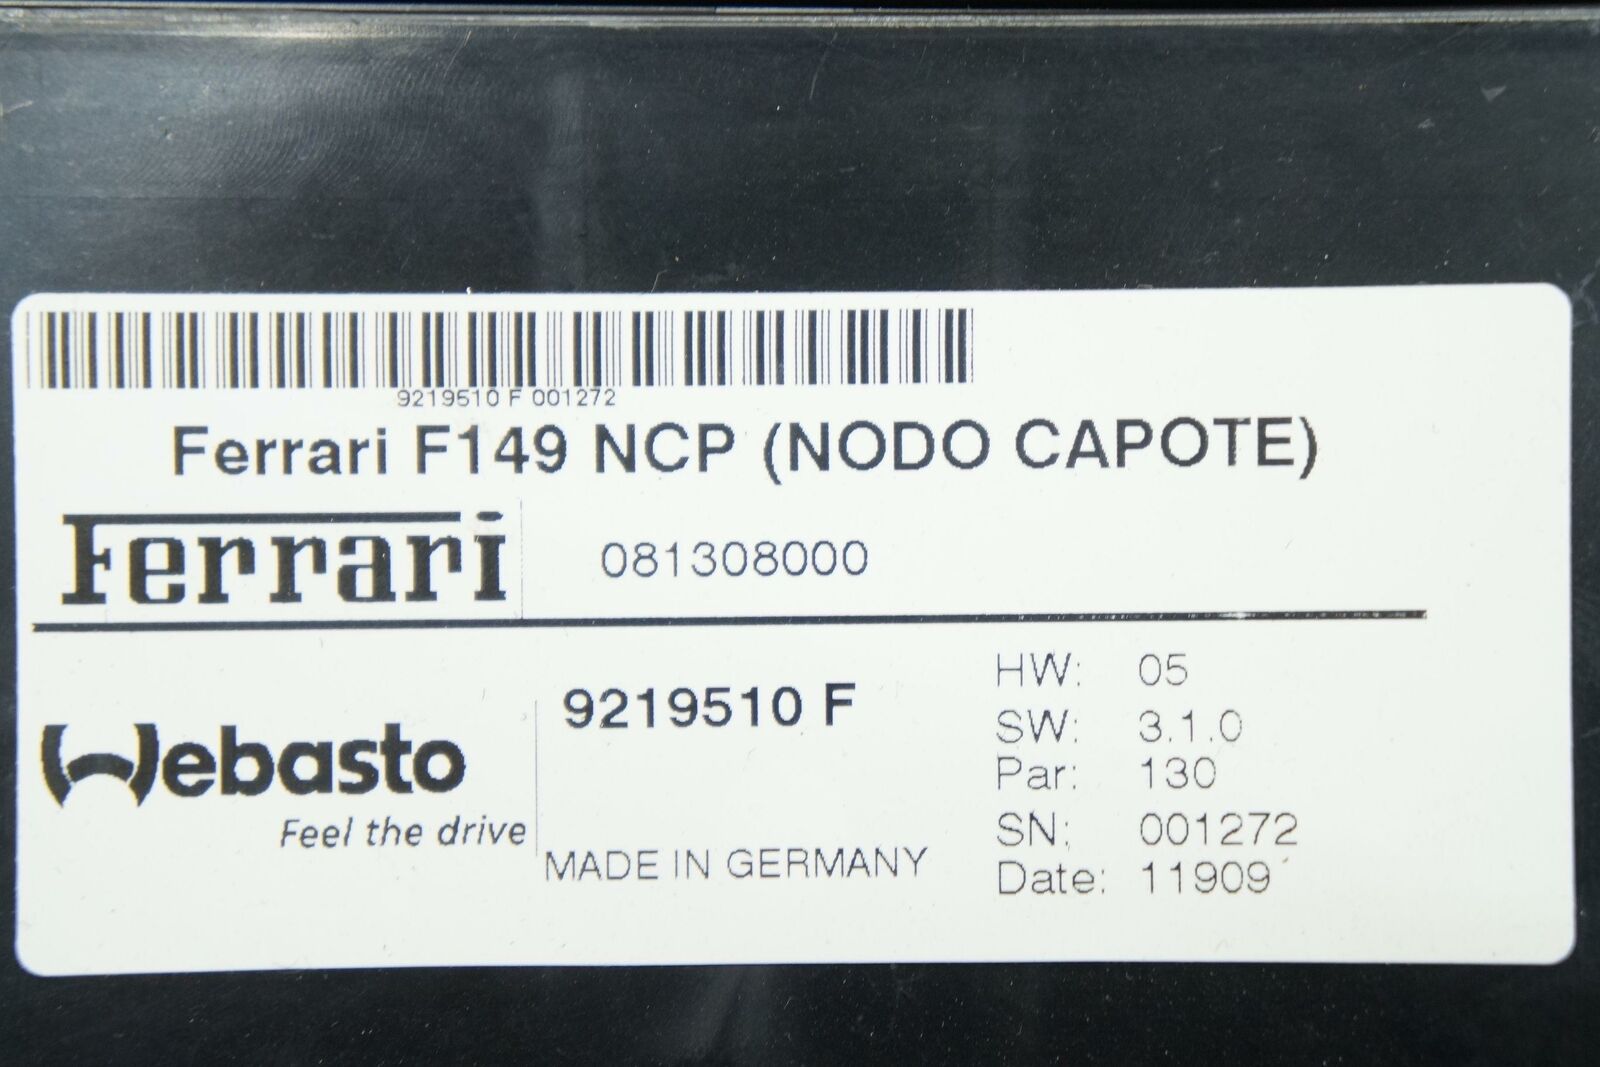 9219510 F 001272
Ferrari F149 NCP (NODO CAPOTE)
Ferrari
081308000
Webasto
Feel the drive
9219510 F
MADE IN GERMANY
HW: 05
SW: 3.1.0
Par: 130
SN: 001272
Date: 11909